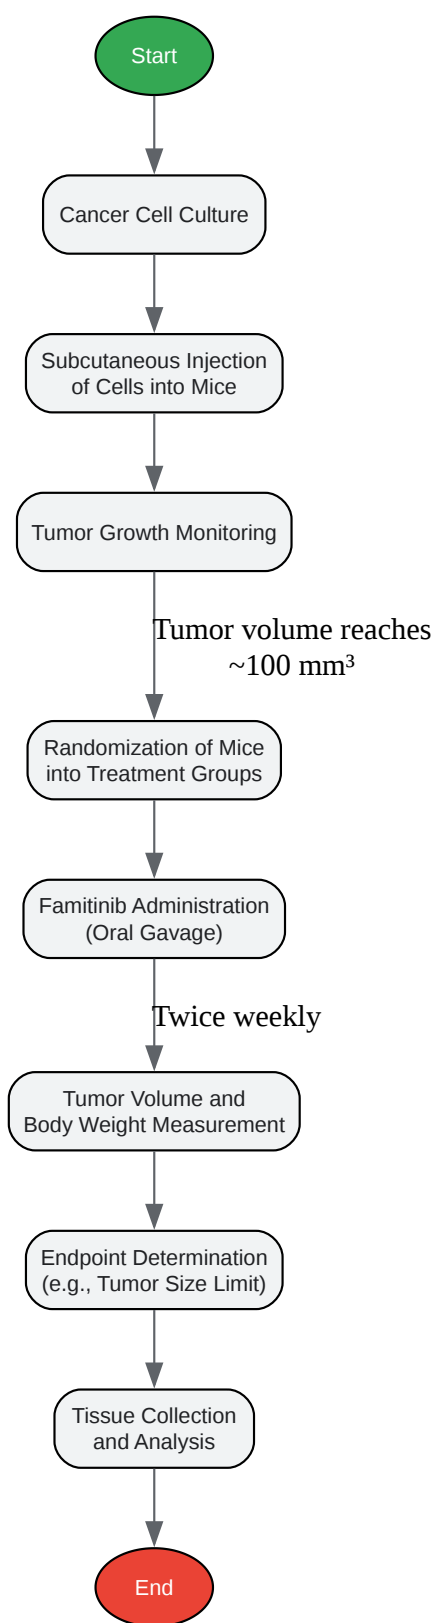 Start
Cancer Cell Culture
Subcutaneous Injection
of Cells into Mice
Tumor Growth Monitoring
Tumor volume reaches
~100 mm³
Randomization of Mice
into Treatment Groups
Famitinib Administration
(Oral Gavage)
Twice weekly
Tumor Volume and
Body Weight Measurement
Endpoint Determination
(e.g., Tumor Size Limit)
Tissue Collection
and Analysis
End